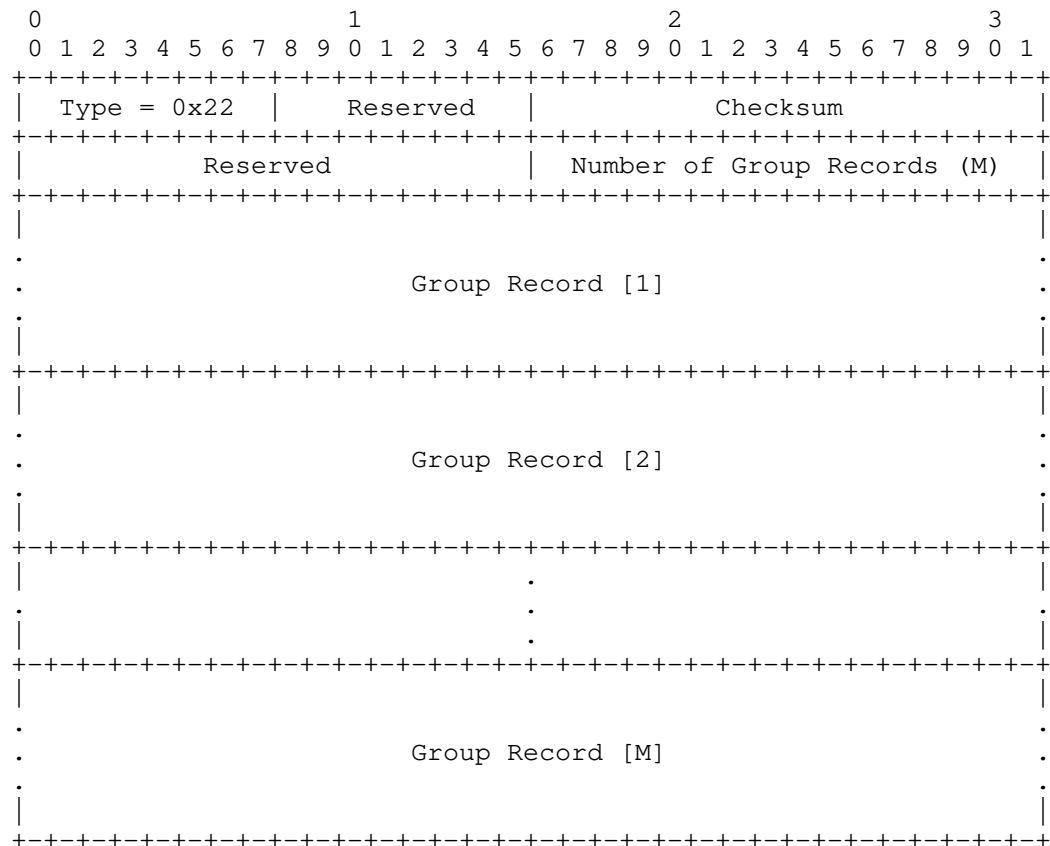 0                   1                   2                   3
 0 1 2 3 4 5 6 7 8 9 0 1 2 3 4 5 6 7 8 9 0 1 2 3 4 5 6 7 8 9 0 1
+-+-+-+-+-+-+-+-+-+-+-+-+-+-+-+-+-+-+-+-+-+-+-+-+-+-+-+-+-+-+-+-+
|  Type = 0x22  |    Reserved   |           Checksum            |
+-+-+-+-+-+-+-+-+-+-+-+-+-+-+-+-+-+-+-+-+-+-+-+-+-+-+-+-+-+-+-+-+
|           Reserved            |  Number of Group Records (M)  |
+-+-+-+-+-+-+-+-+-+-+-+-+-+-+-+-+-+-+-+-+-+-+-+-+-+-+-+-+-+-+-+-+
|                                                               |
.                                                               .
.                        Group Record [1]                       .
.                                                               .
|                                                               |
+-+-+-+-+-+-+-+-+-+-+-+-+-+-+-+-+-+-+-+-+-+-+-+-+-+-+-+-+-+-+-+-+
|                                                               |
.                                                               .
.                        Group Record [2]                       .
.                                                               .
|                                                               |
+-+-+-+-+-+-+-+-+-+-+-+-+-+-+-+-+-+-+-+-+-+-+-+-+-+-+-+-+-+-+-+-+
|                               .                               |
.                               .                               .
|                               .                               |
+-+-+-+-+-+-+-+-+-+-+-+-+-+-+-+-+-+-+-+-+-+-+-+-+-+-+-+-+-+-+-+-+
|                                                               |
.                                                               .
.                        Group Record [M]                       .
.                                                               .
|                                                               |
+-+-+-+-+-+-+-+-+-+-+-+-+-+-+-+-+-+-+-+-+-+-+-+-+-+-+-+-+-+-+-+-+